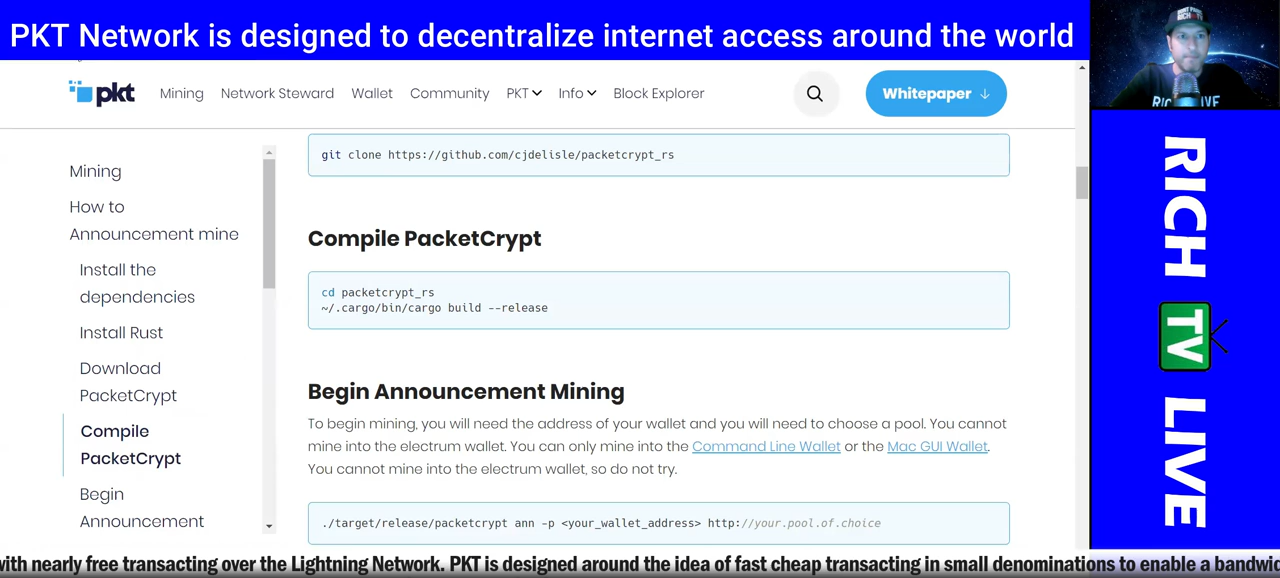 PKT Network is designed to decentralize internet access around the world
pkt
Mining
Network Steward
Wallet
Community
PKT
Info
Block Explorer
Whitepaper ↓
Mining
How to
Announcement mine
Install the
dependencies
Install Rust
Download
PacketCrypt
Compile
PacketCrypt
Begin
Announcement
git clone https://github.com/cjdelisle/packetcrypt_rs
Compile PacketCrypt
cd packetcrypt_rs
~/.cargo/bin/cargo build --release
Begin Announcement Mining
To begin mining, you will need the address of your wallet and you will need to choose a pool. You cannot
mine into the electrum wallet. You can only mine into the Command Line Wallet or the Mac GUI Wallet.
You cannot mine into the electrum wallet, so do not try.
./target/release/packetcrypt ann -p <your_wallet_address> http://your.pool.of.choice
RICH TV LIVE
with nearly free transacting over the Lightning Network. PKT is designed around the idea of fast cheap transacting in small denominations to enable a bandwid